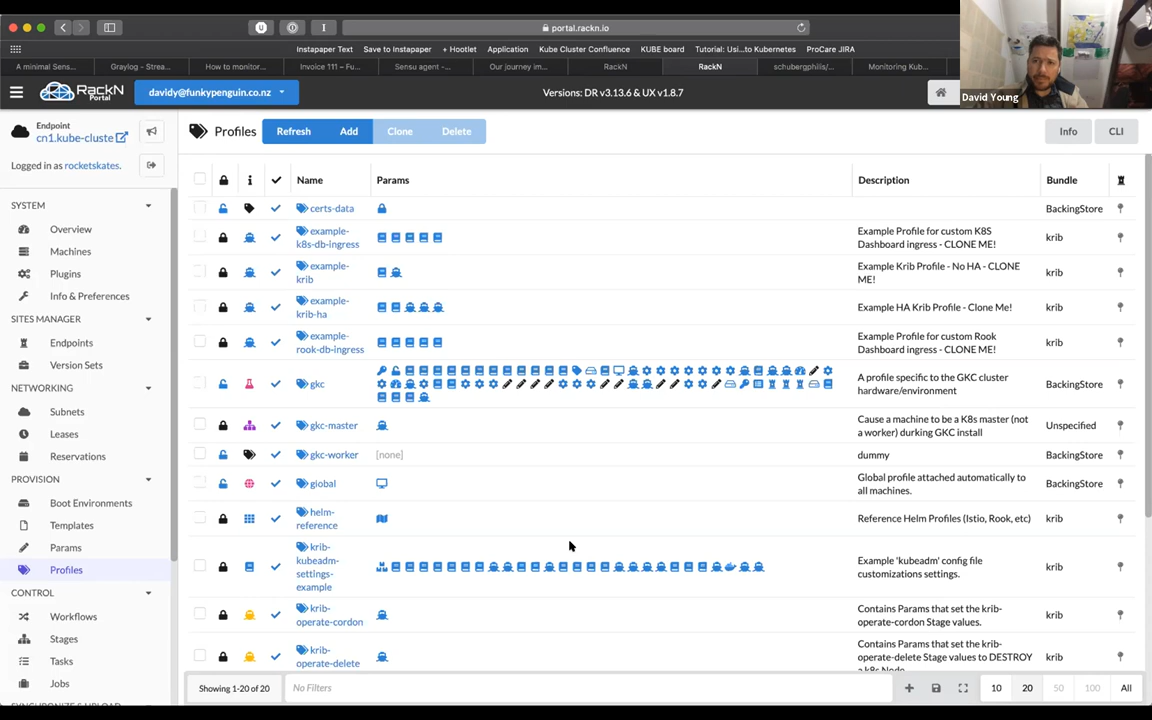 portal.rackn.io
Instapaper Text
Save to Instapaper
+ Hootlet
Application
Kube Cluster Confluence
KUBE board
Tutorial: Usi...to Kubernetes
ProCare JIRA
A minimal Sens...
Graylog - Strea...
How to monitor...
Invoice 111 – Fu...
Sensu agent -...
Our journey im...
RackN
RackN
schubergphilis/...
Monitoring Kub...
David Young
RackN
Portal
davidy@funkypenguin.co.nz
Versions: DR v3.13.6 & UX v1.8.7
Endpoint
cn1.kube-cluste
Logged in as rocketskates.
Profiles
Refresh
Add
Clone
Delete
Info
CLI
SYSTEM
Overview
Machines
Plugins
Info & Preferences
SITES MANAGER
Endpoints
Version Sets
NETWORKING
Subnets
Leases
Reservations
PROVISION
Boot Environments
Templates
Params
Profiles
CONTROL
Workflows
Stages
Tasks
Jobs
Name
Params
Description
Bundle
certs-data
BackingStore
example-
k8s-db-ingress
Example Profile for custom K8S
Dashboard ingress - CLONE ME!
krib
example-
krib
Example Krib Profile - No HA - CLONE
ME!
krib
example-
krib-ha
Example HA Krib Profile - Clone Me!
krib
example-
rook-db-ingress
Example Profile for custom Rook
Dashboard ingress - CLONE ME!
krib
gkc
A profile specific to the GKC cluster
hardware/environment
BackingStore
gkc-master
Cause a machine to be a K8s master (not
a worker) durking GKC install
Unspecified
gkc-worker
[none]
dummy
BackingStore
global
Global profile attached automatically to
all machines.
BackingStore
helm-
reference
Reference Helm Profiles (Istio, Rook, etc)
krib
krib-
kubeadm-
settings-
example
Example 'kubeadm' config file
customizations settings.
krib
krib-
operate-cordon
Contains Params that set the krib-
operate-cordon Stage values.
krib
krib-
operate-delete
Contains Params that set the krib-
operate-delete Stage values to DESTROY
a k8s Node
krib
Showing 1-20 of 20
No Filters
10
20
50
100
All